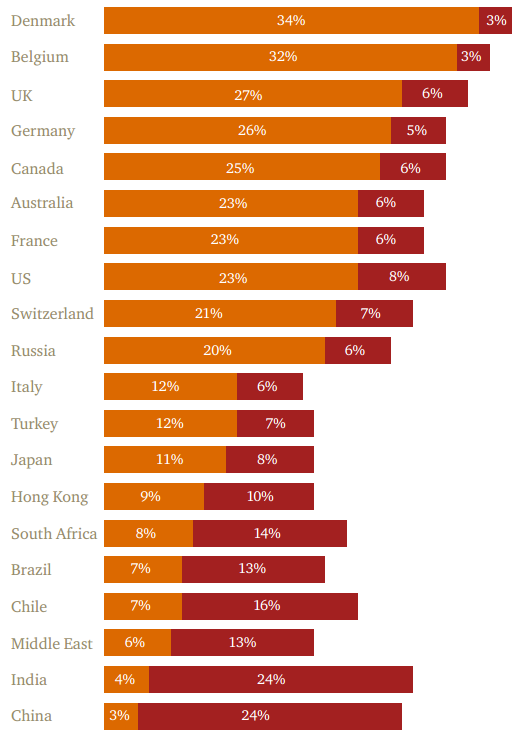 Denmark 34% 3%
Belgium 32% 3%
UK 27% 6%
Germany 26% 5%
Canada 25% 6%
Australia 23% 6%
France 23% 6%
US 23% 8%
Switzerland 21% 7%
Russia 20% 6%
Italy 12% 6%
Turkey 12% 7%
Japan 11% 8%
Hong Kong 9% 10%
South Africa 8% 14%
Brazil 7% 13%
Chile 7% 16%
Middle East 6% 13%
India 4% 24%
China 3% 24%